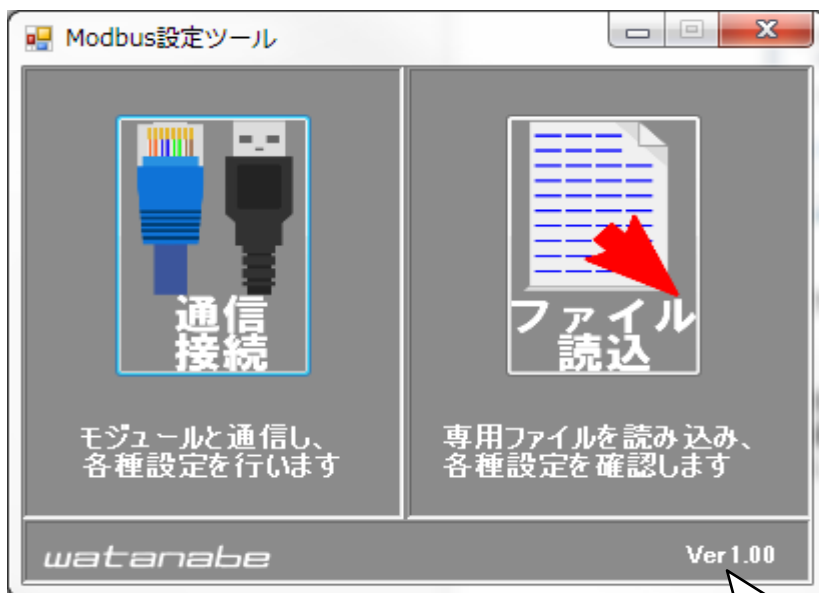 Modbus設定ツール
通信
接続
ファイル
読込
モジュールと通信し、
各種設定を行います
専用ファイルを読み込み、
各種設定を確認します
watanabe
Ver1.00